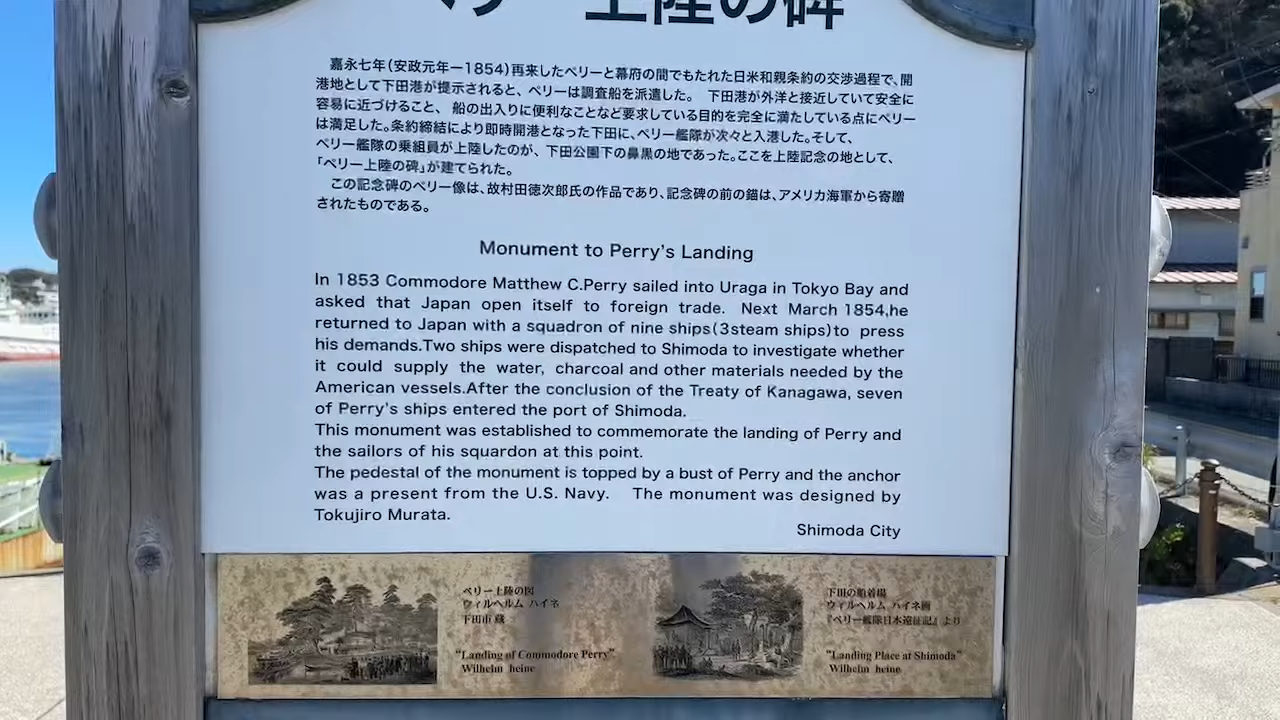 ペリー上陸の碑
嘉永七年(安政元年ー1854)再来したペリーと幕府の間でもたれた日米和親条約の交渉過程で、開
港地として下田港が提示されると、ペリーは調査船を派遣した。 下田港が外洋と接近していて安全に
容易に近づけること、船の出入りに便利なことなど要求している目的を完全に満たしている点にペリー
は満足した。条約締結により即時開港となった下田に、ペリー艦隊が次々と入港した。そして、
ペリー艦隊の乗組員が上陸したのが、下田公園下の鼻黒の地であった。ここを上陸記念の地として、
「ペリー上陸の碑」が建てられた。
この記念碑のペリー像は、故村田徳次郎氏の作品であり、記念碑の前の錨は、アメリカ海軍から寄贈
されたものである。
Monument to Perry's Landing
In 1853 Commodore Matthew C.Perry sailed into Uraga in Tokyo Bay and
asked that Japan open itself to foreign trade. Next March 1854,he
returned to Japan with a squadron of nine ships(3steam ships)to press
his demands.Two ships were dispatched to Shimoda to investigate whether
it could supply the water, charcoal and other materials needed by the
American vessels.After the conclusion of the Treaty of Kanagawa, seven
of Perry's ships entered the port of Shimoda.
This monument was established to commemorate the landing of Perry and
the sailors of his squardon at this point.
The pedestal of the monument is topped by a bust of Perry and the anchor
was a present from the U.S. Navy. The monument was designed by
Tokujiro Murata.
Shimoda City
ペリー上陸の図
ウィルヘルム ハイネ
下田市 蔵
"Landing of Commodore Perry"
Wilhelm heine
下田の船着場
ウィルヘルム ハイネ画
『ペリー艦隊日本遠征記』より
"Landing Place at Shimoda"
Wilhelm heine